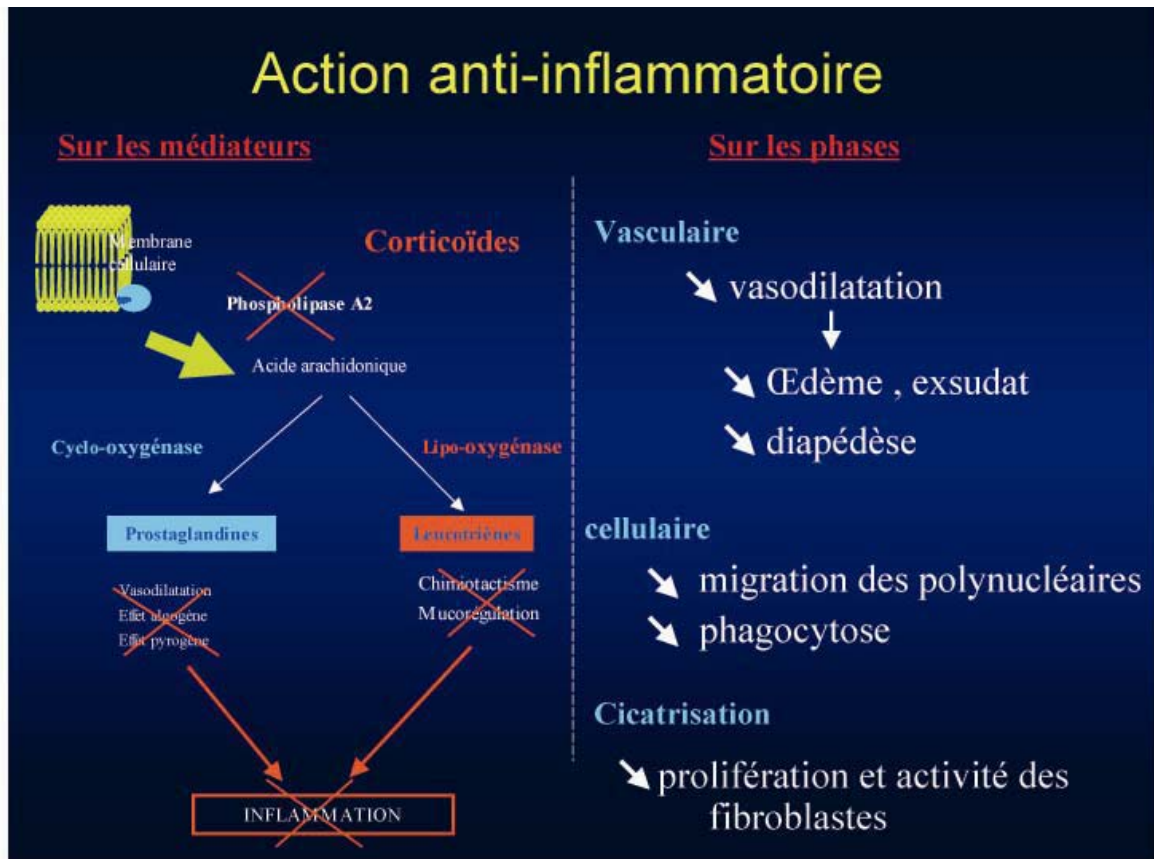 Action anti-inflammatoire
Sur les médiateurs
Membrane
cellulaire
Corticoïdes
Phospholipase A2
Acide arachidonique
Cyclo-oxygénase
Lipo-oxygénase
Prostaglandines
Leucotriènes
Vasodilatation
Effet algogène
Effet pyrogène
Chimiotactisme
Mucorégulation
INFLAMMATION
Sur les phases
Vasculaire
vasodilatation
Œdème , exsudat
diapédèse
cellulaire
migration des polynucléaires
phagocytose
Cicatrisation
prolifération et activité des
fibroblastes